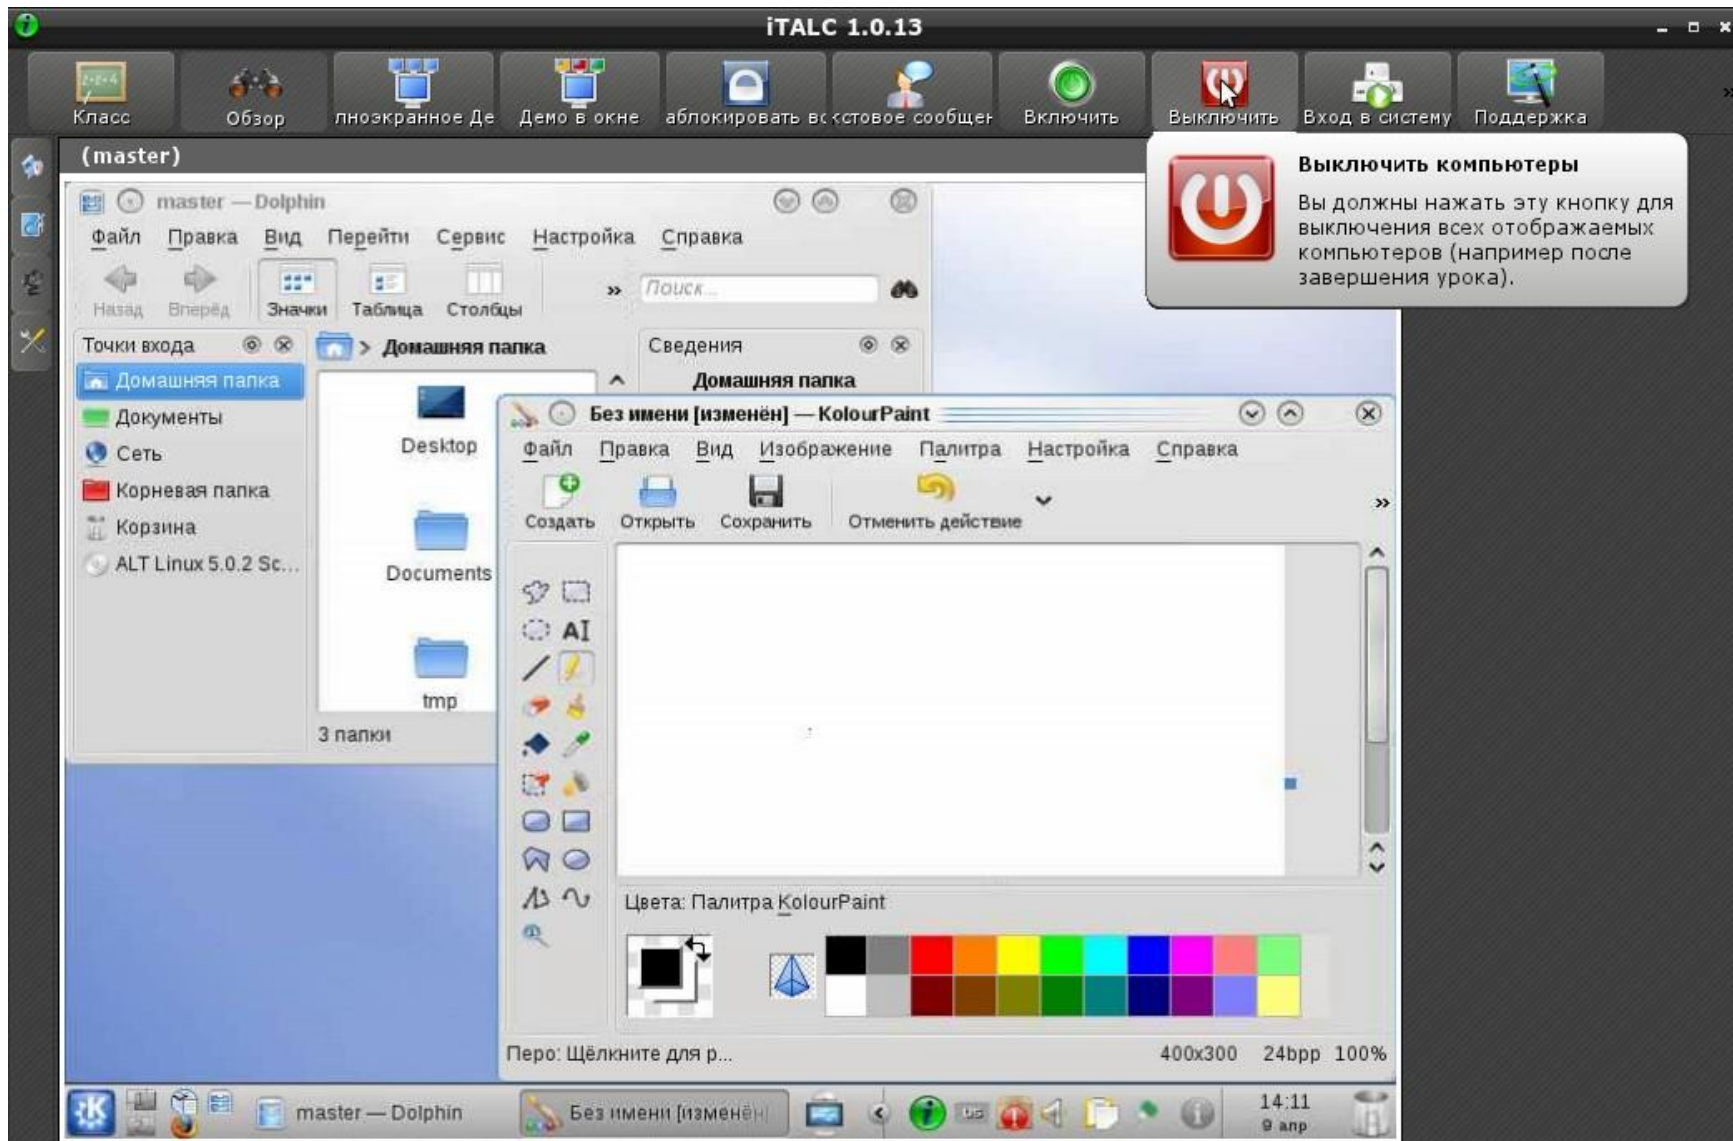 iTALC 1.0.13
Класс
Обзор
лноэкранное Де
Демо в окне
аблокировать вс
кстовое сообщен
Включить
Выключить
Вход в систему
Поддержка
(master)
Выключить компьютеры
Вы должны нажать эту кнопку для
выключения всех отображаемых
компьютеров (например после
завершения урока).
master — Dolphin
Файл Правка Вид Перейти Сервис Настройка Справка
Назад Вперёд Значки Таблица Столбцы
Поиск...
Точки входа
Домашняя папка
Документы
Сеть
Корневая папка
Корзина
ALT Linux 5.0.2 Sc...
> Домашняя папка
Desktop
Documents
tmp
3 папки
Сведения
Домашняя папка
Без имени [изменён] — KolourPaint
Файл Правка Вид Изображение Палитра Настройка Справка
Создать Открыть Сохранить Отменить действие
AI
Цвета: Палитра KolourPaint
Перо: Щёлкните для р...
400x300 24bpp 100%
master — Dolphin
Без имени [изменён
us
14:11
9 апр